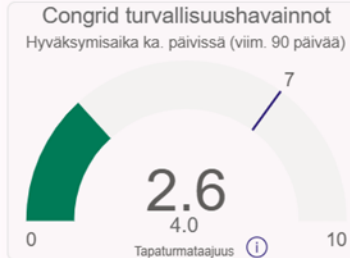 Congrid turvallisuushavainnot
Hyväksymisaika ka. päivissä (viim. 90 päivää)
7
2.6
4.0
0
10
Tapaturmataajuus i